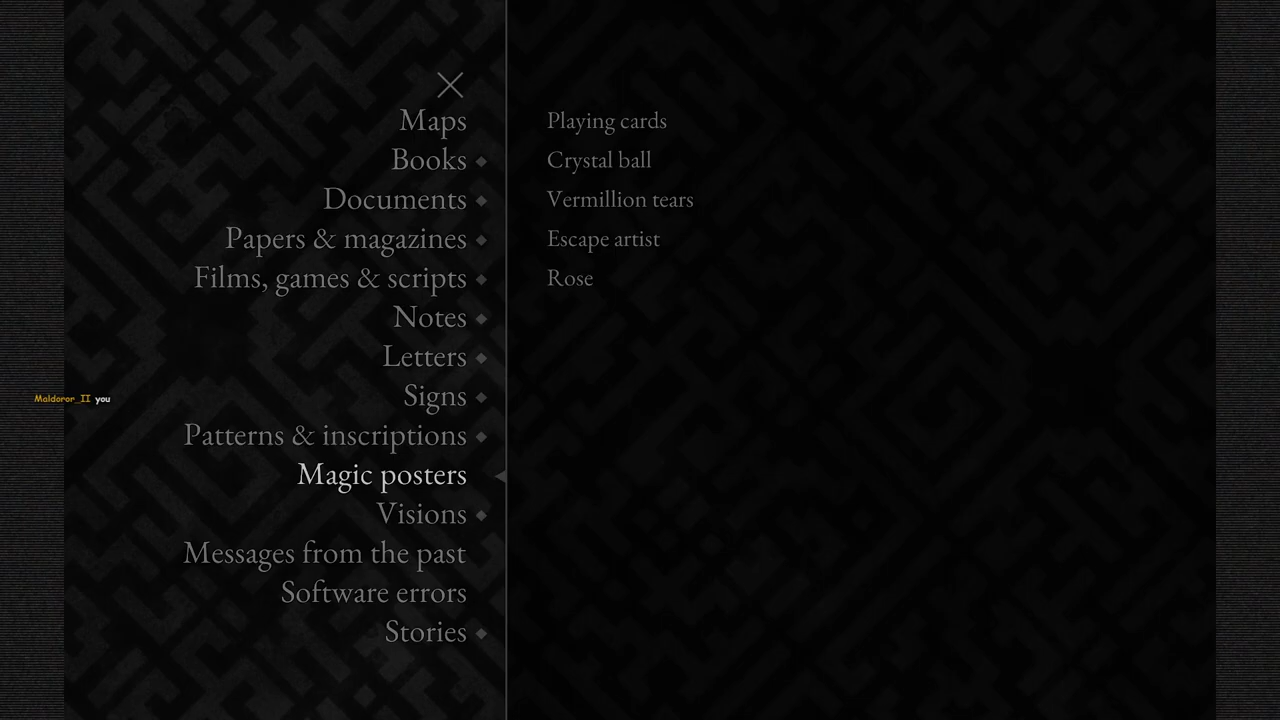 Maps
Books
Documents
Papers & magazines
Films, games & scripts
Notes
Letters
Signs
Patterns & inscriptions
Magic posters
Visions
Messages from the past
Software errors
Stories
Playing cards
Crystal ball
Vermillion tears
Escape artist
Rose
Maldoror_II you